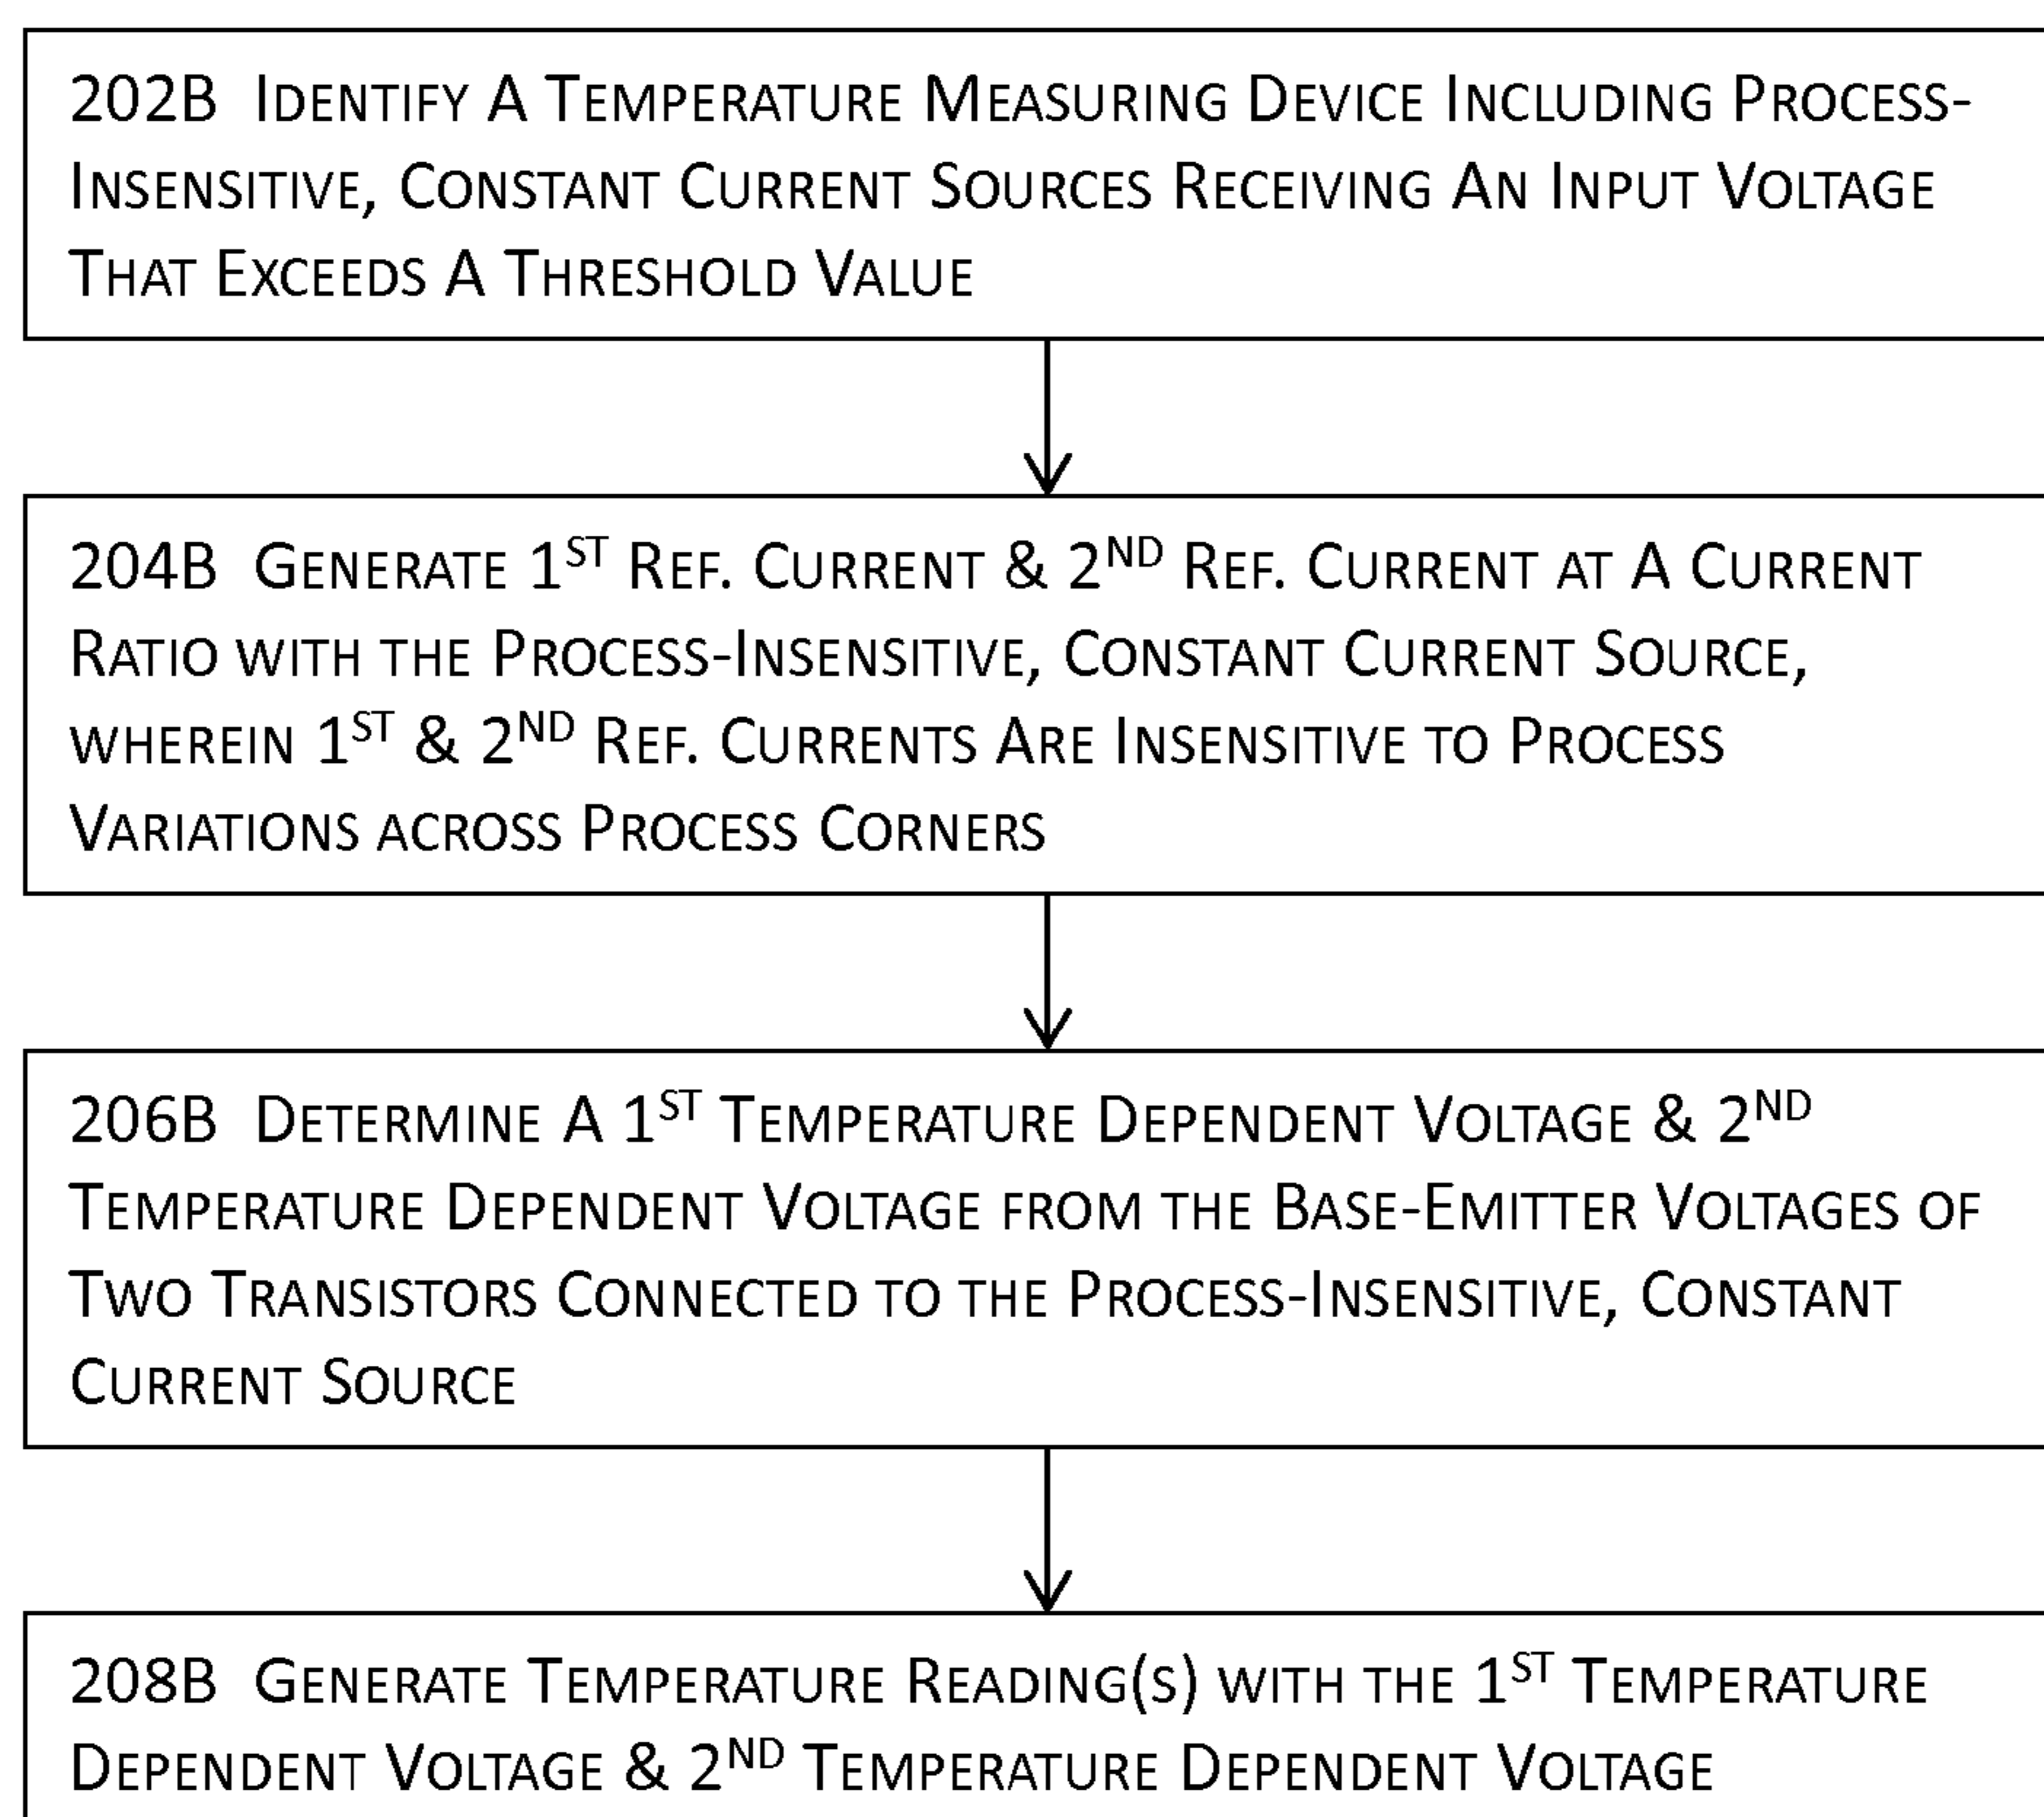 202B Identify A Temperature Measuring Device Including Process-
Insensitive, Constant Current Sources Receiving An Input Voltage
That Exceeds A Threshold Value
204B Generate 1st Ref. Current & 2nd Ref. Current at A Current
Ratio with the Process-Insensitive, Constant Current Source,
wherein 1st & 2nd Ref. Currents Are Insensitive to Process
Variations across Process Corners
206B Determine A 1st Temperature Dependent Voltage & 2nd
Temperature Dependent Voltage from the Base-Emitter Voltages of
Two Transistors Connected to the Process-Insensitive, Constant
Current Source
208B Generate Temperature Reading(s) with the 1st Temperature
Dependent Voltage & 2nd Temperature Dependent Voltage